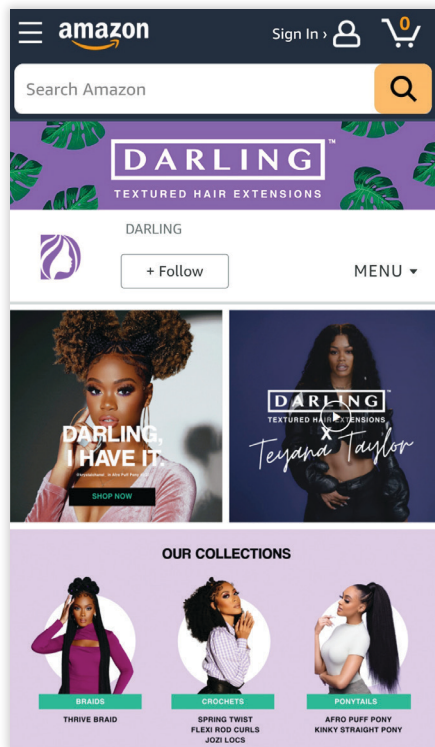 amazon
Sign In ›
0
Search Amazon
DARLING™
TEXTURED HAIR EXTENSIONS
DARLING
+ Follow
MENU
DARLING,
I HAVE IT.
SHOP NOW
DARLING™
TEXTURED HAIR EXTENSIONS
X
Teyana Taylor
OUR COLLECTIONS
BRAIDS
THRIVE BRAID
CROCHETS
SPRING TWIST
FLEXI ROD CURLS
JOZI LOCS
PONYTAILS
AFRO PUFF PONY
KINKY STRAIGHT PONY